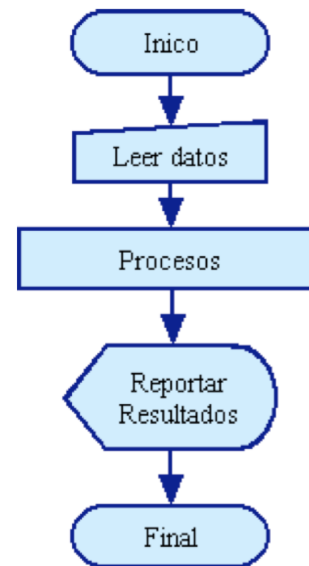 Inico
Leer datos
Procesos
Reportar
Resultados
Final